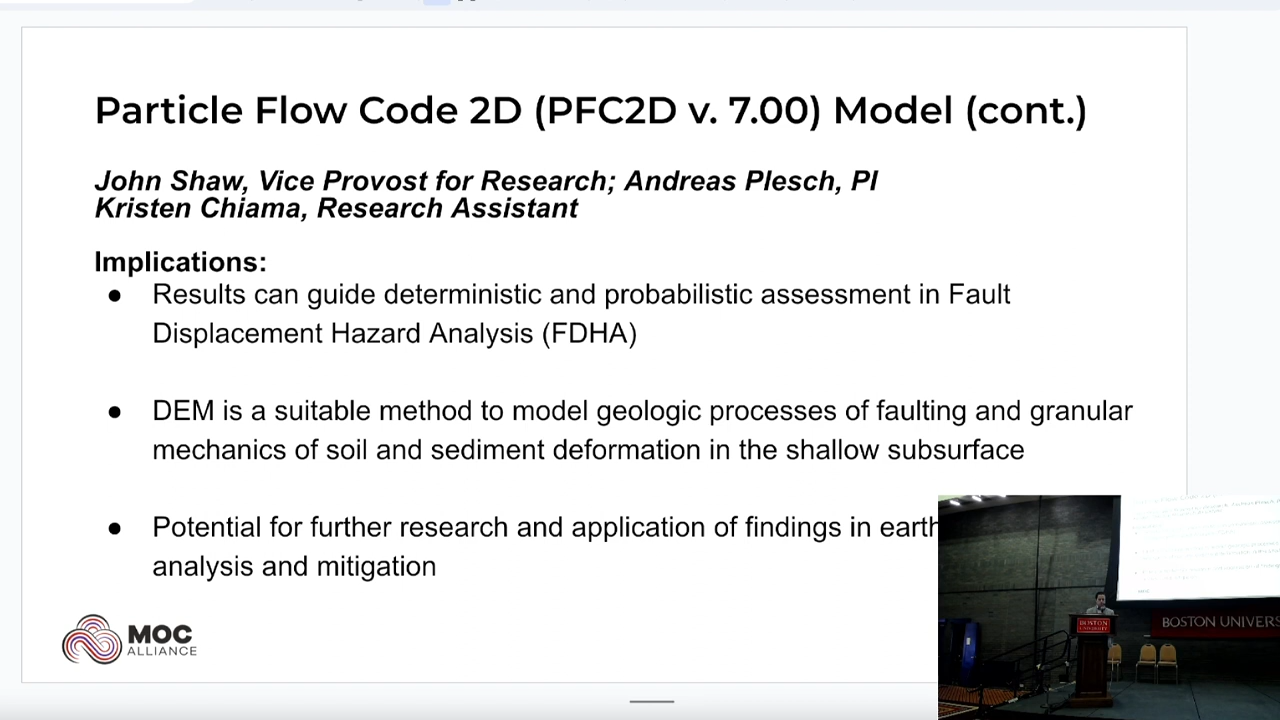 Particle Flow Code 2D (PFC2D v. 7.00) Model (cont.)
John Shaw, Vice Provost for Research; Andreas Plesch, PI
Kristen Chiama, Research Assistant
Implications:
● Results can guide deterministic and probabilistic assessment in Fault
Displacement Hazard Analysis (FDHA)
● DEM is a suitable method to model geologic processes of faulting and granular
mechanics of soil and sediment deformation in the shallow subsurface
● Potential for further research and application of findings in earth
analysis and mitigation
MOC
ALLIANCE
BOSTON
UNIVERSITY
BOSTON UNIVERS